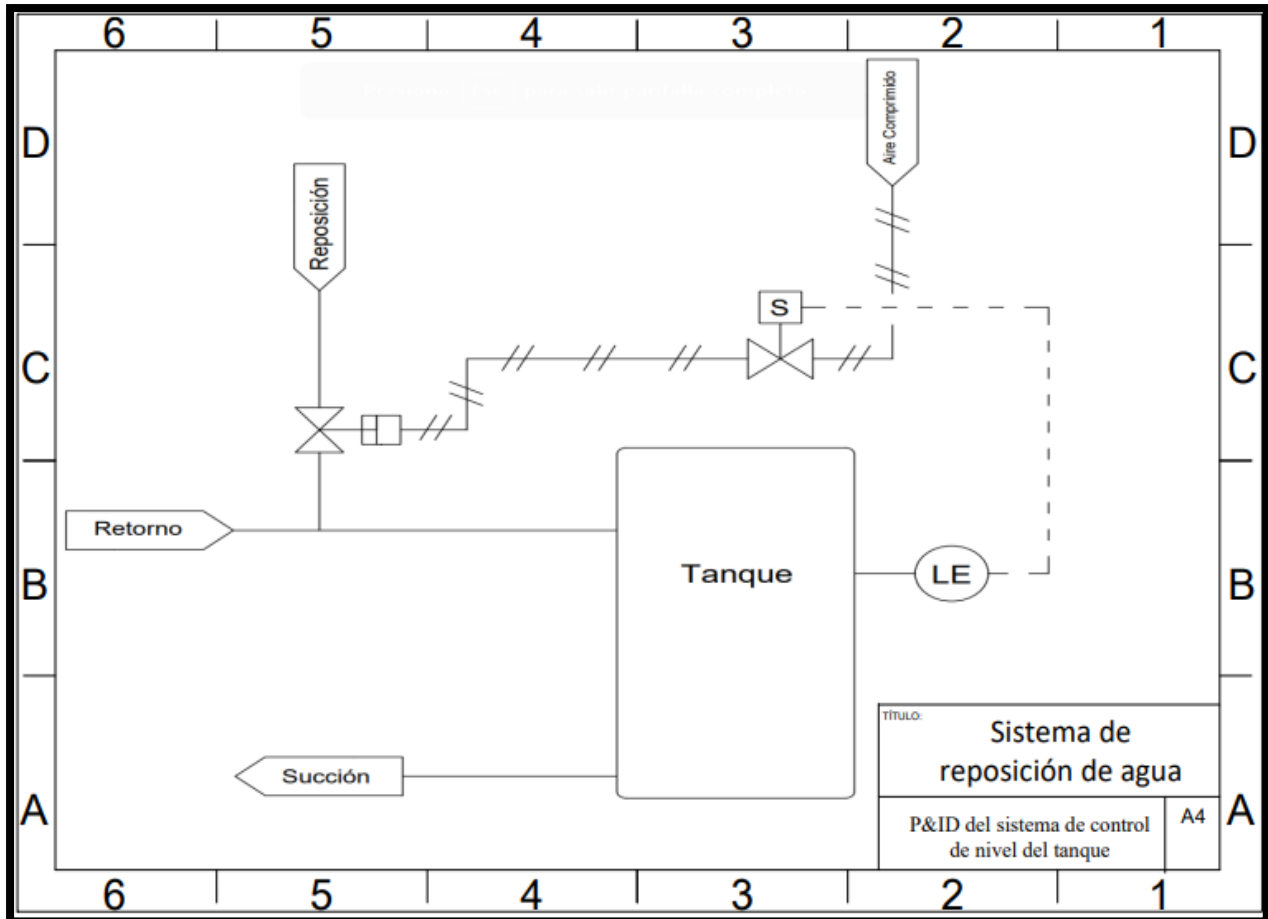 6 5 4 3 2 1
D D
Aire Comprimido
Reposición
S
C C
Retorno
Tanque
LE
B B
TÍTULO:
Sistema de
reposición de agua
Succión
A A4 A
P&ID del sistema de control
de nivel del tanque
6 5 4 3 2 1